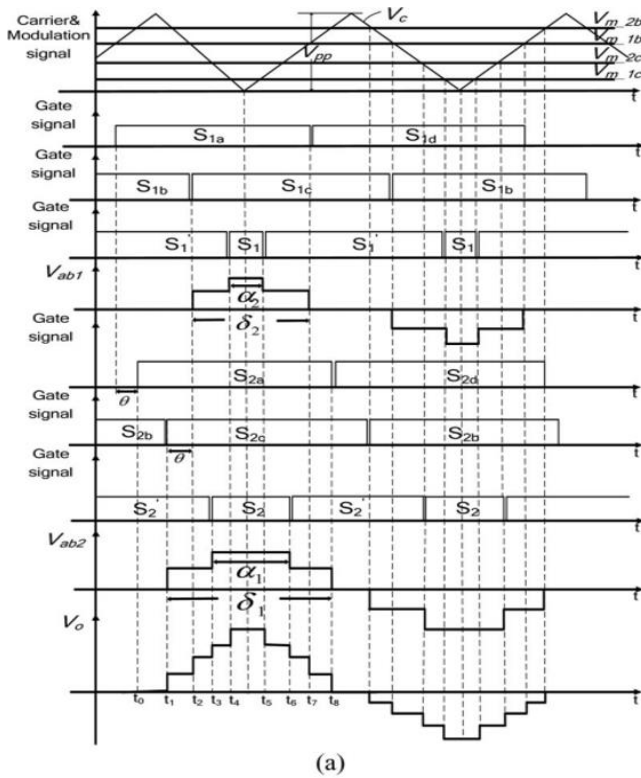 Carrier& Modulation signal
V_c
V_pp
V_m_2b
V_m_1b
V_m_2c
V_m_1c
t
Gate signal
S_1a
S_1d
t
Gate signal
S_1b
S_1c
S_1b
t
Gate signal
S_1'
S_1
S_1'
S_1
t
V_ab1
α_2
δ_2
t
Gate signal
S_2a
S_2d
θ
t
Gate signal
S_2b
S_2c
S_2b
θ
t
Gate signal
S_2'
S_2
S_2'
S_2
t
V_ab2
α_1
δ_1
t
V_o
t_0 t_1 t_2 t_3 t_4 t_5 t_6 t_7 t_8
t
(a)